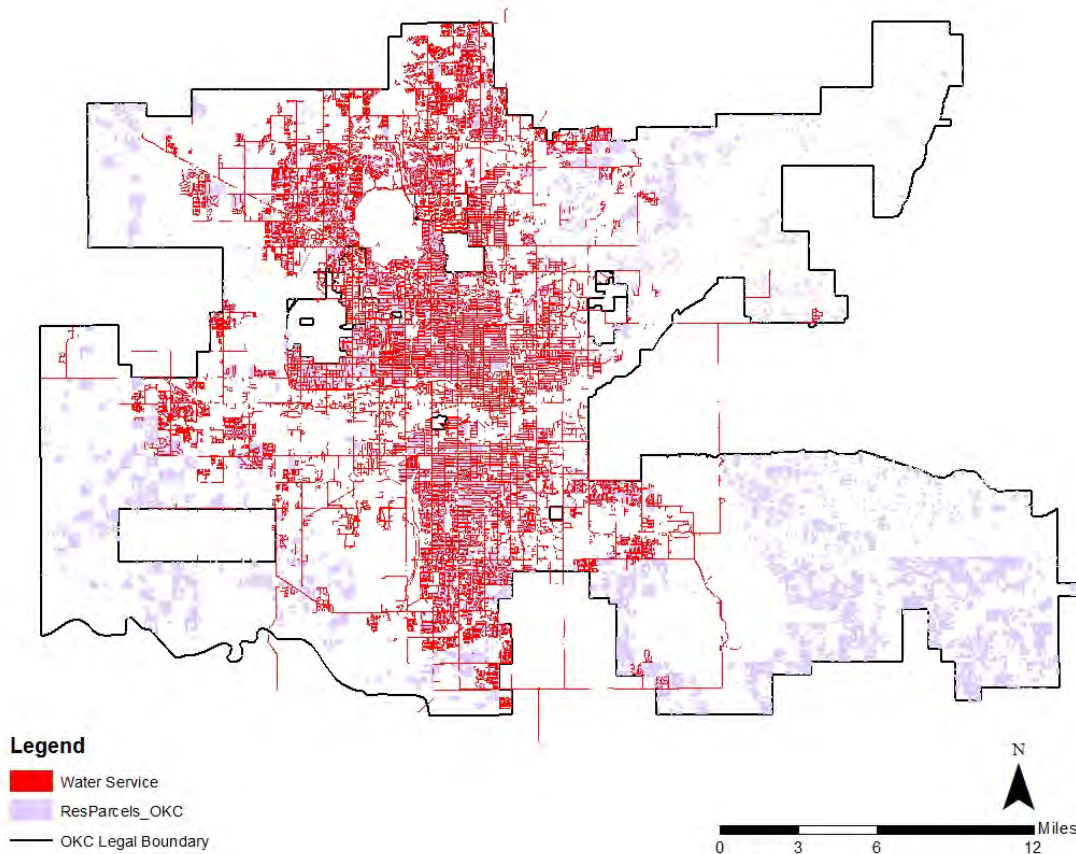 Legend
Water Service
ResParcels_OKC
OKC Legal Boundary
N
Miles
0 3 6 12